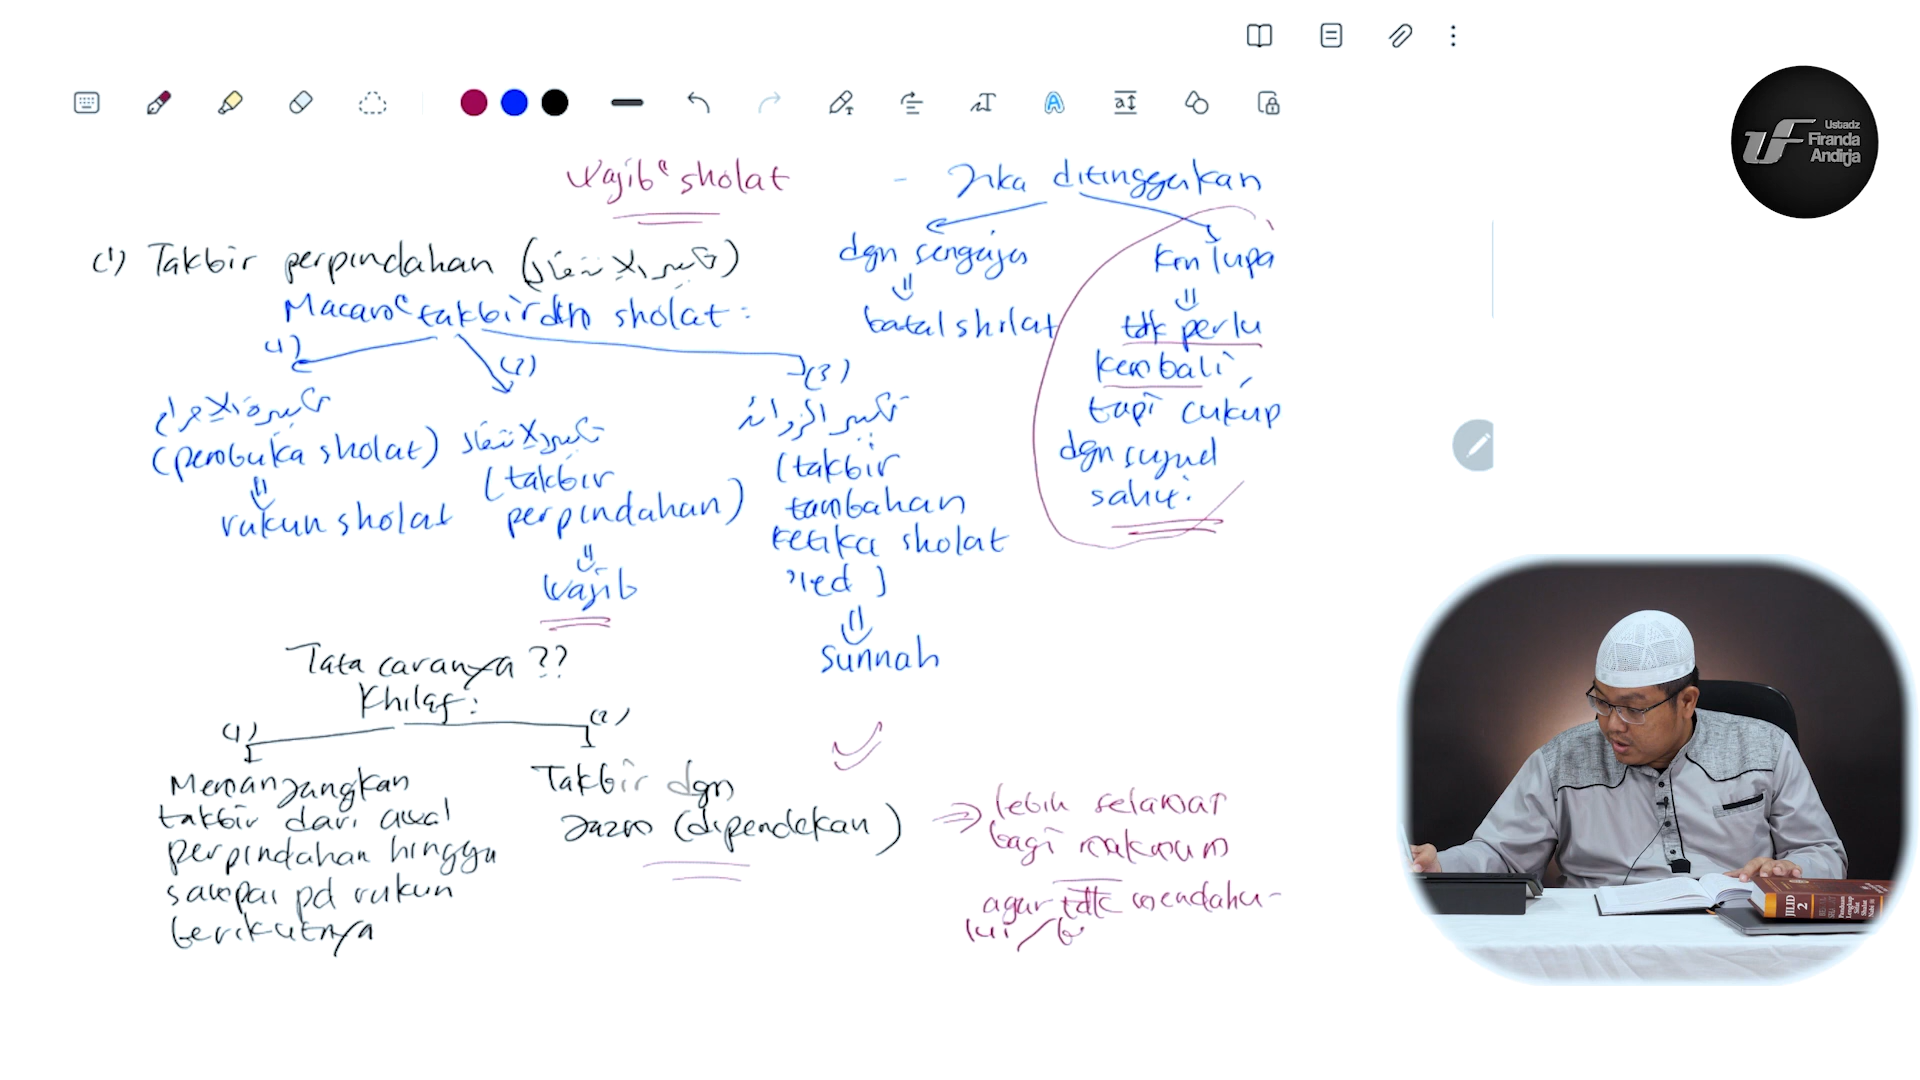 Wajib² sholat
- Jika ditinggalkan
dgn sengaja
batal sholat
krn lupa
tdk perlu
kembali,
tapi cukup
dgn sujud
sahwi.
(1) Takbir perpindahan (تكبير الانتقال)
Macam² takbir dlm sholat :
(1)
(2)
(3)
تكبيرة الإحرام
(pembuka sholat)
rukun sholat
تكبير الانتقال
(takbir
perpindahan)
wajib
تكبير الزوائد
(takbir
tambahan
ketika sholat
'ied)
Sunnah
Tata caranya ??
Khilaf :
(1)
(2)
Memanjangkan
takbir dari awal
perpindahan hingga
sampai pd rukun
berikutnya
Takbir dgn
Jazm (dipendekan)
lebih selamat
bagi makmum
agar tdk mendahu-
lui / b
Ustadz
Firanda
Andirja
JILID
2